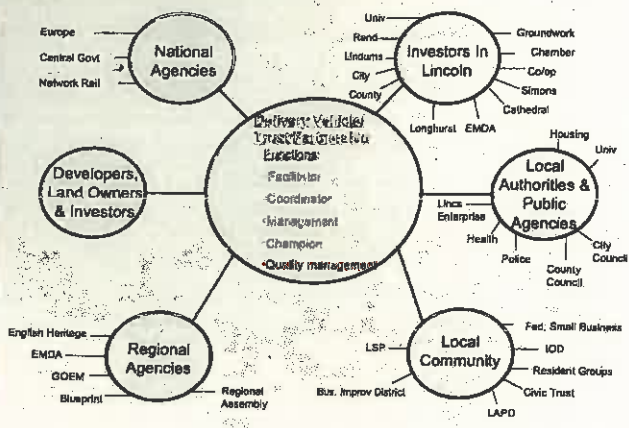 Europe
Central Govt
Network Rail
National
Agencies
Univ
Rand
Lindums
City
County
Longhurst
EMDA
Cathedral
Simons
Co/op
Chamber
Groundwork
Investors In
Lincoln
Delivery Vehicle/
Functions
Facilitator
Coordinator
Management
Champion
•Quality management
Developers,
Land Owners
& Investors
Housing
Univ
Local
Authorities &
Public
Agencies
Lincs
Enterprise
Health
Police
County
Council
City
Council
English Heritage
EMDA
GOEM
Blueprint
Regional
Agencies
Regional
Assembly
LSP
Bus. Improv District
Local
Community
Fed. Small Business
IOD
Resident Groups
Civic Trust
LAPD